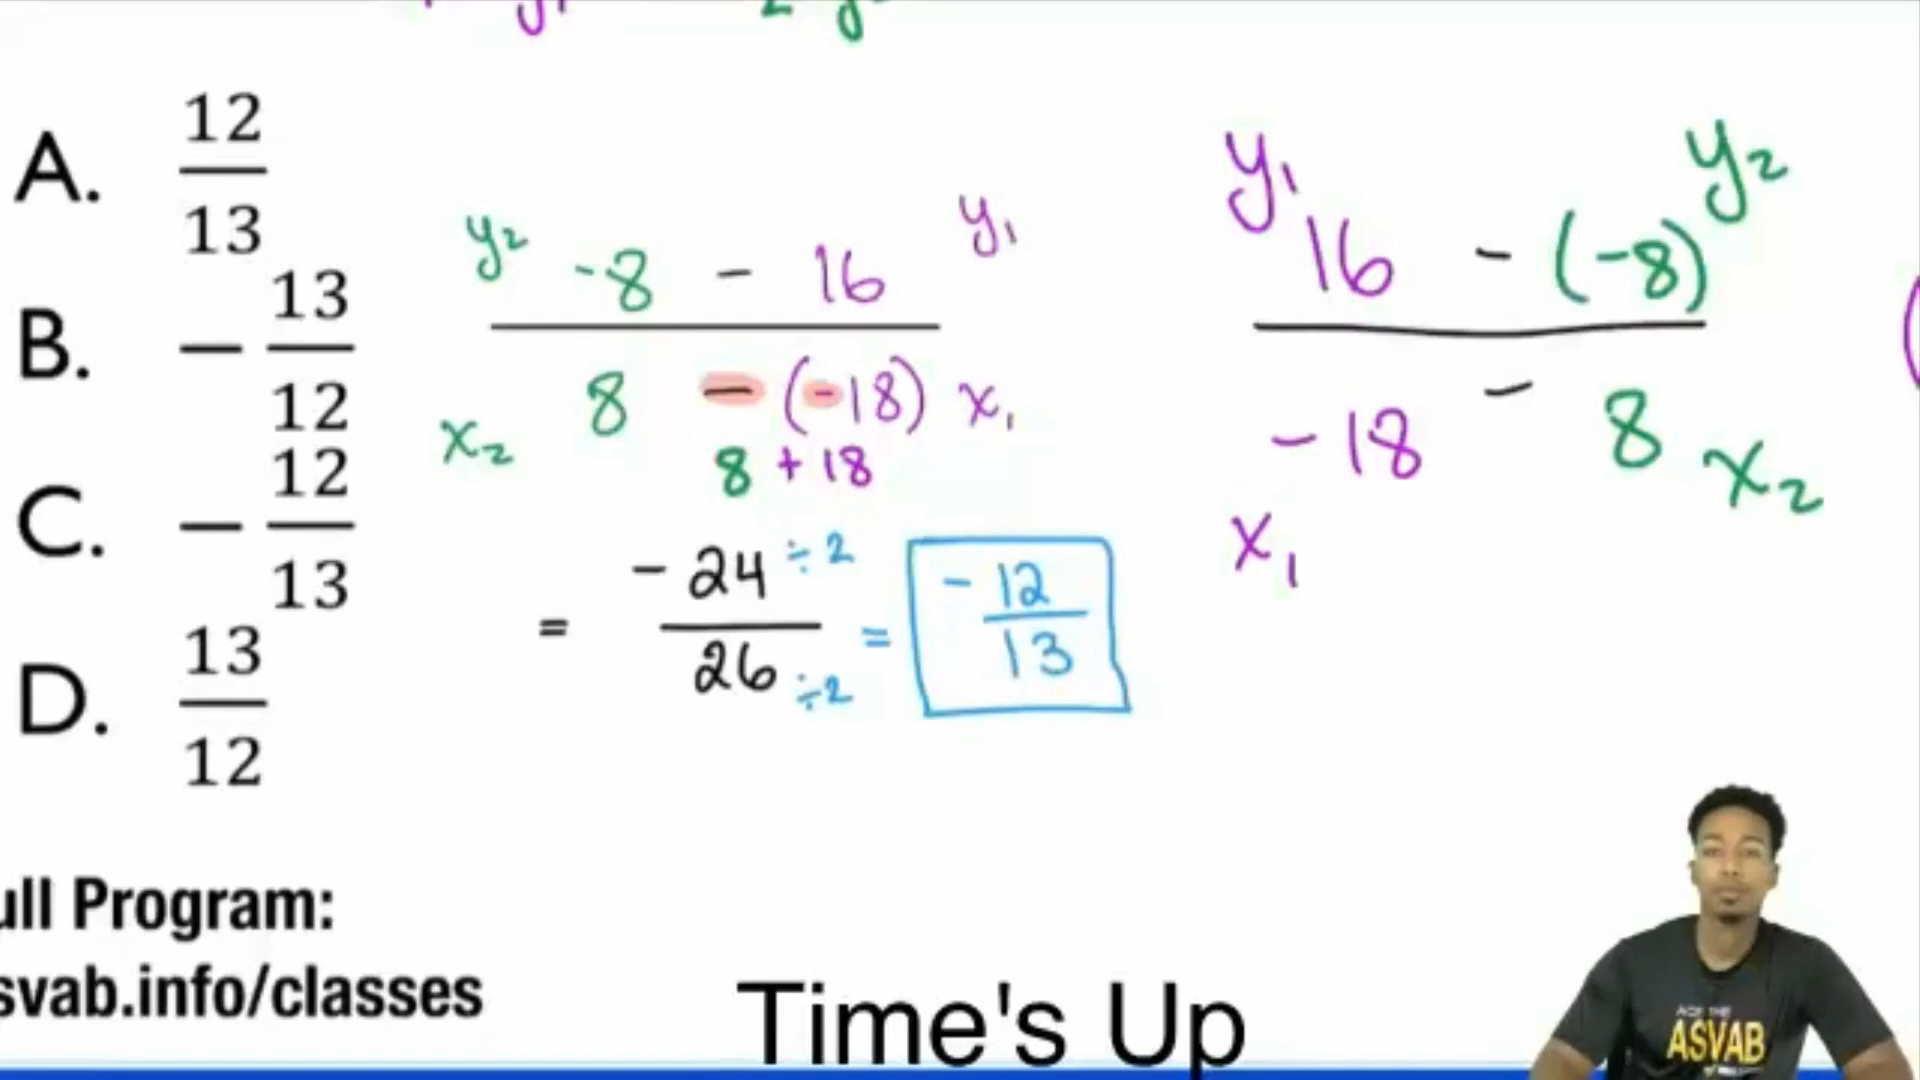 A. 12/13
B. − 13/12
C. − 12/13
D. 13/12
y₂ -8 - 16 y₁
x₂ 8 - (-18) x₁
8 + 18
= -24 ÷2 / 26 ÷2 = -12/13
y₁ 16 - (-8) y₂
-18 - 8 x₂
x₁
ull Program:
svab.info/classes
Time's Up
ASVAB